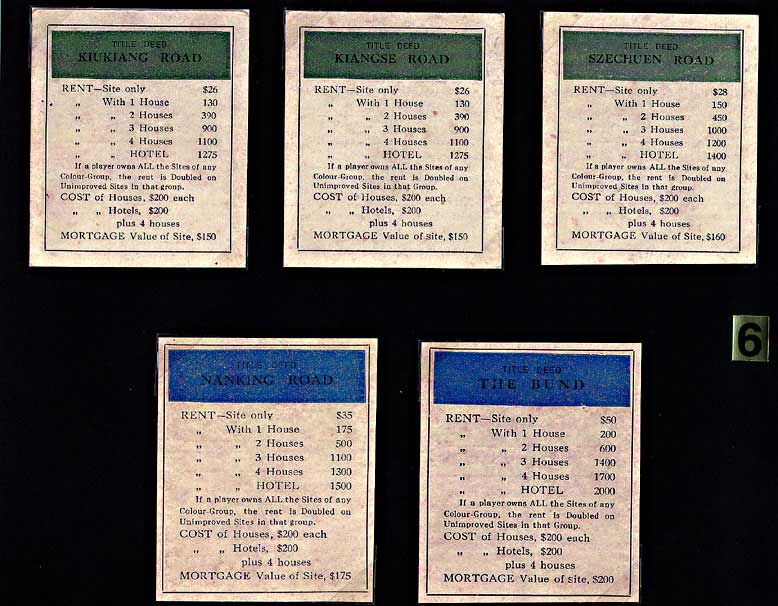 TITLE DEED
KIUKIANG ROAD
RENT—Site only $26
„ With 1 House 130
„ „ 2 Houses 390
„ „ 3 Houses 900
„ „ 4 Houses 1100
„ „ HOTEL 1275
If a player owns ALL the Sites of any
Colour-Group, the rent is Doubled on
Unimproved Sites in that group.
COST of Houses, $200 each
„ „ Hotels, $200
plus 4 houses
MORTGAGE Value of Site, $150
TITLE DEED
KIANGSE ROAD
RENT—Site only $26
„ With 1 House 130
„ „ 2 Houses 390
„ „ 3 Houses 900
„ „ 4 Houses 1100
„ „ HOTEL 1275
If a player owns ALL the Sites of any
Colour-Group, the rent is Doubled on
Unimproved Sites in that group.
COST of Houses, $200 each
„ „ Hotels, $200
plus 4 houses
MORTGAGE Value of Site, $150
TITLE DEED
SZECHUEN ROAD
RENT—Site only $28
„ With 1 House 150
„ „ 2 Houses 450
„ „ 3 Houses 1000
„ „ 4 Houses 1200
„ „ HOTEL 1400
If a player owns ALL the Sites of any
Colour-Group, the rent is Doubled on
Unimproved Sites in that group.
COST of Houses, $200 each
„ „ Hotels, $200
plus 4 houses
MORTGAGE Value of Site, $160
6
TITLE DEED
NANKING ROAD
RENT—Site only $35
„ With 1 House 175
„ „ 2 Houses 500
„ „ 3 Houses 1100
„ „ 4 Houses 1300
„ „ HOTEL 1500
If a player owns ALL the Sites of any
Colour-Group, the rent is Doubled on
Unimproved Sites in that group.
COST of Houses, $200 each
„ „ Hotels, $200
plus 4 houses
MORTGAGE Value of Site, $175
TITLE DEED
THE BUND
RENT—Site only $50
„ With 1 House 200
„ „ 2 Houses 600
„ „ 3 Houses 1400
„ „ 4 Houses 1700
„ „ HOTEL 2000
If a player owns ALL the Sites of any
Colour-Group, the rent is Doubled on
Unimproved Sites in that group.
COST of Houses, $200 each
„ „ Hotels, $200
plus 4 houses
MORTGAGE Value of Site, $200